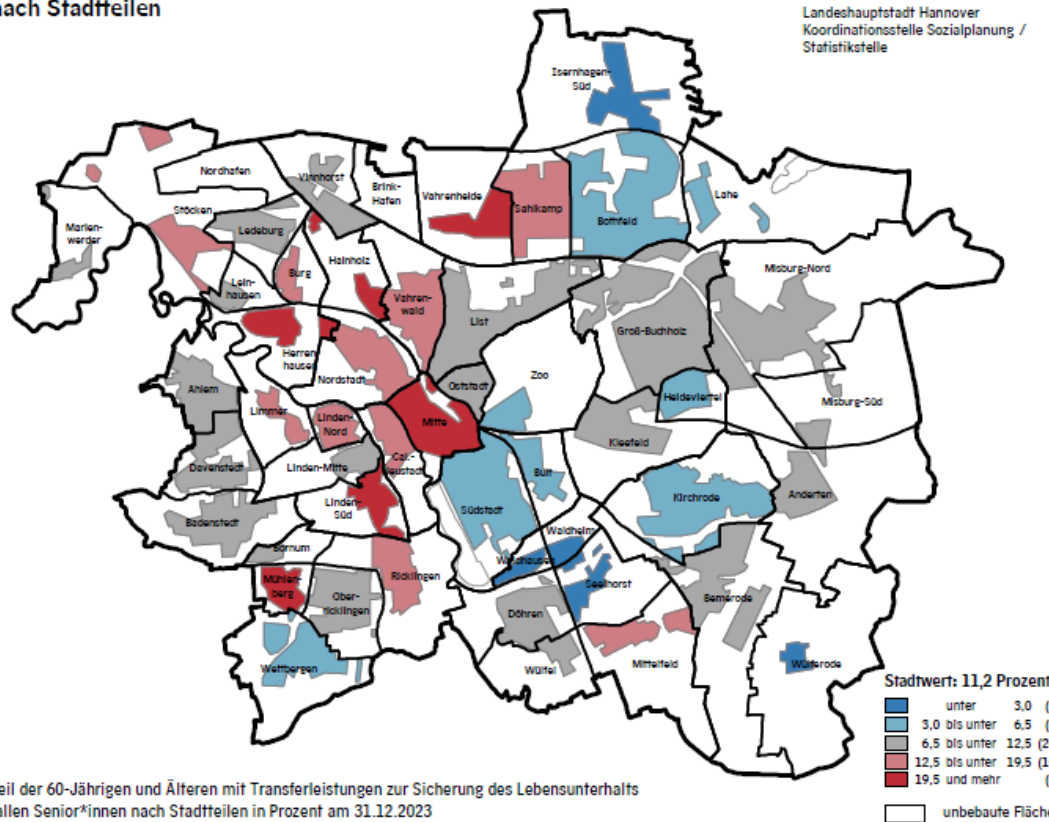 nach Stadtteilen
Landeshauptstadt Hannover
Koordinationsstelle Sozialplanung /
Statistikstelle
Isernhagen-
Süd
Nordhafen
Vinnhorst
Brink-
Hafen
Vahrenheide
Sahlkamp
Bothfeld
Lahe
Marien-
werder
Stöcken
Ledeburg
Burg
Hainholz
Vahren-
wald
Lein-
hausen
List
Misburg-Nord
Groß-Buchholz
Herren
hausen
Nordstadt
Oststadt
Zoo
Heideviertel
Misburg-Süd
Ahlem
Limmer
Linden-
Nord
Mitte
Kleefeld
Davenstedt
Linden-Mitte
Cal.-
Neustadt
Bult
Kirchrode
Anderten
Badenstedt
Linden-
Süd
Südstadt
Waldheim
Bornum
Waldhausen
Seelhorst
Mühlen-
berg
Ober-
ricklingen
Ricklingen
Döhren
Bemerode
Wettbergen
Wülfel
Mittelfeld
Wülferode
Stadtwert: 11,2 Prozent
unter 3,0 (
3,0 bis unter 6,5 (
6,5 bis unter 12,5 (2
12,5 bis unter 19,5 (1
19,5 und mehr (
unbebaute Fläche
eil der 60-Jährigen und Älteren mit Transferleistungen zur Sicherung des Lebensunterhalts
allen Senior*innen nach Stadtteilen in Prozent am 31.12.2023